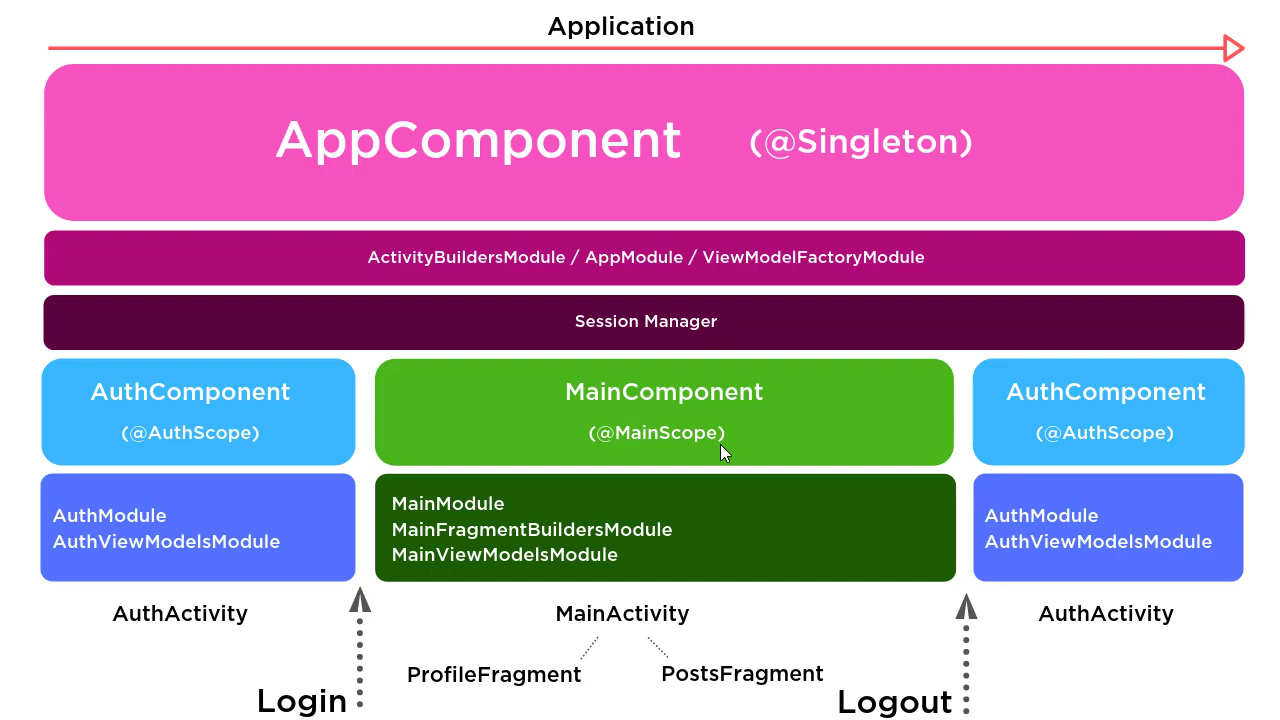 Application
AppComponent (@Singleton)
ActivityBuildersModule / AppModule / ViewModelFactoryModule
Session Manager
AuthComponent
(@AuthScope)
MainComponent
(@MainScope)
AuthComponent
(@AuthScope)
AuthModule
AuthViewModelsModule
MainModule
MainFragmentBuildersModule
MainViewModelsModule
AuthModule
AuthViewModelsModule
AuthActivity
MainActivity
AuthActivity
ProfileFragment
PostsFragment
Login
Logout